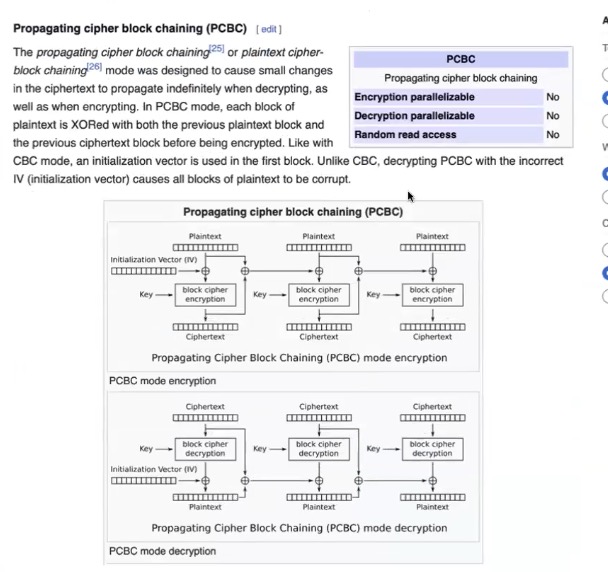 Propagating cipher block chaining (PCBC) [ edit ]
The propagating cipher block chaining[25] or plaintext cipher-
block chaining[26] mode was designed to cause small changes
in the ciphertext to propagate indefinitely when decrypting, as
well as when encrypting. In PCBC mode, each block of
plaintext is XORed with both the previous plaintext block and
the previous ciphertext block before being encrypted. Like with
CBC mode, an initialization vector is used in the first block. Unlike CBC, decrypting PCBC with the incorrect
IV (initialization vector) causes all blocks of plaintext to be corrupt.
PCBC
Propagating cipher block chaining
Encryption parallelizable No
Decryption parallelizable No
Random read access No
Propagating cipher block chaining (PCBC)
Plaintext Plaintext Plaintext
Initialization Vector (IV)
Key block cipher encryption Key block cipher encryption Key block cipher encryption
Ciphertext Ciphertext Ciphertext
Propagating Cipher Block Chaining (PCBC) mode encryption
PCBC mode encryption
Ciphertext Ciphertext Ciphertext
Key block cipher decryption Key block cipher decryption Key block cipher decryption
Initialization Vector (IV)
Plaintext Plaintext Plaintext
Propagating Cipher Block Chaining (PCBC) mode decryption
PCBC mode decryption